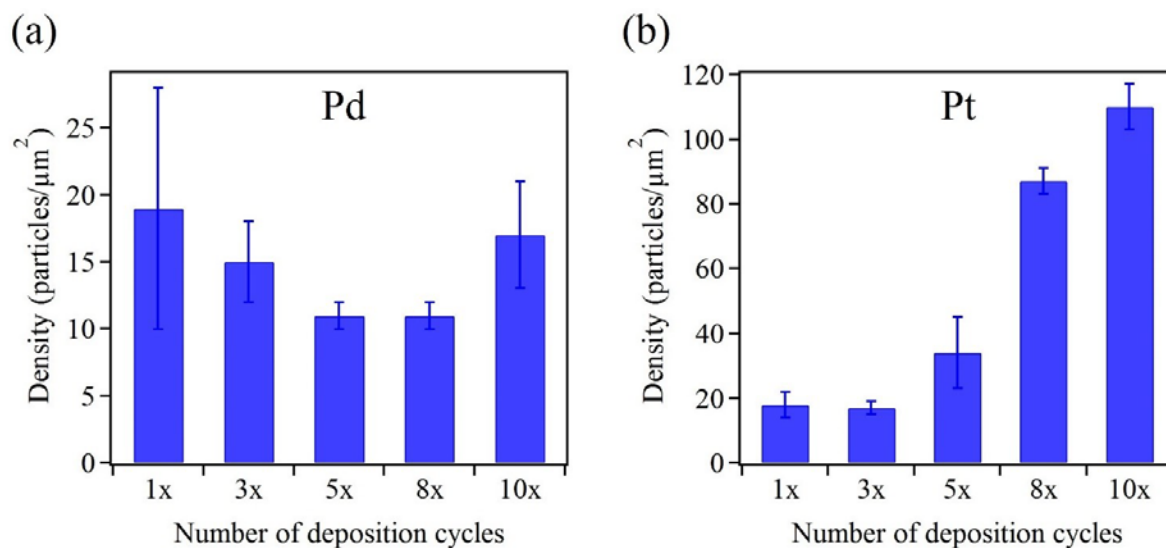 (a)
Pd
Density (particles/µm²)
25
20
15
10
5
0
1x 3x 5x 8x 10x
Number of deposition cycles
(b)
Pt
Density (particles/µm²)
120
100
80
60
40
20
0
1x 3x 5x 8x 10x
Number of deposition cycles